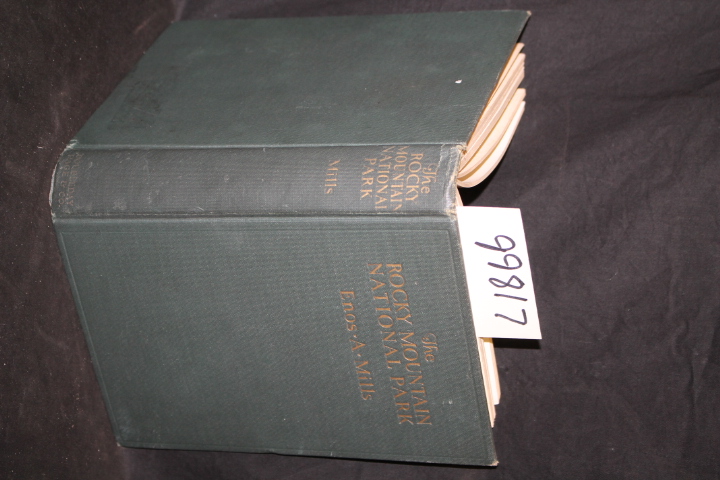 The
ROCKY
MOUNTAIN
NATIONAL
PARK
Mills
The
ROCKY MOUNTAIN
NATIONAL PARK
Enos·A·Mills
99817